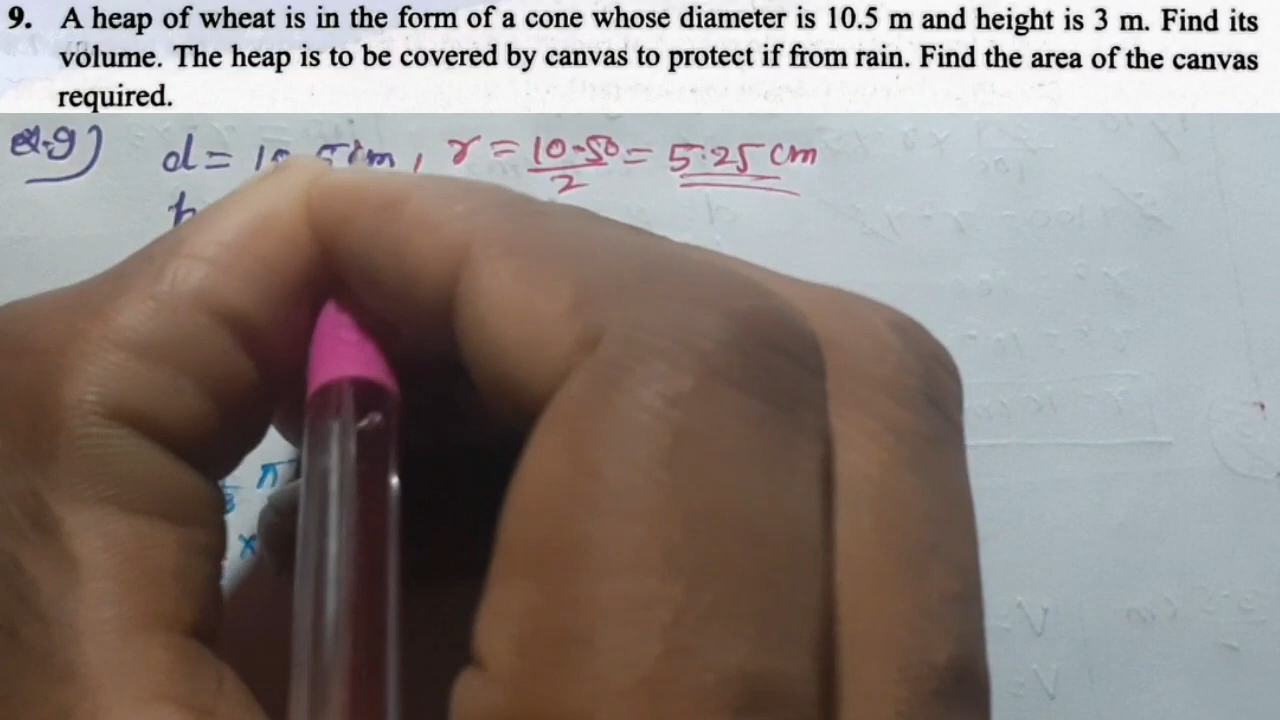 9. A heap of wheat is in the form of a cone whose diameter is 10.5 m and height is 3 m. Find its
volume. The heap is to be covered by canvas to protect if from rain. Find the area of the canvas
required.
d = , r = 10.50/2 = 5.25 cm
h
π
x